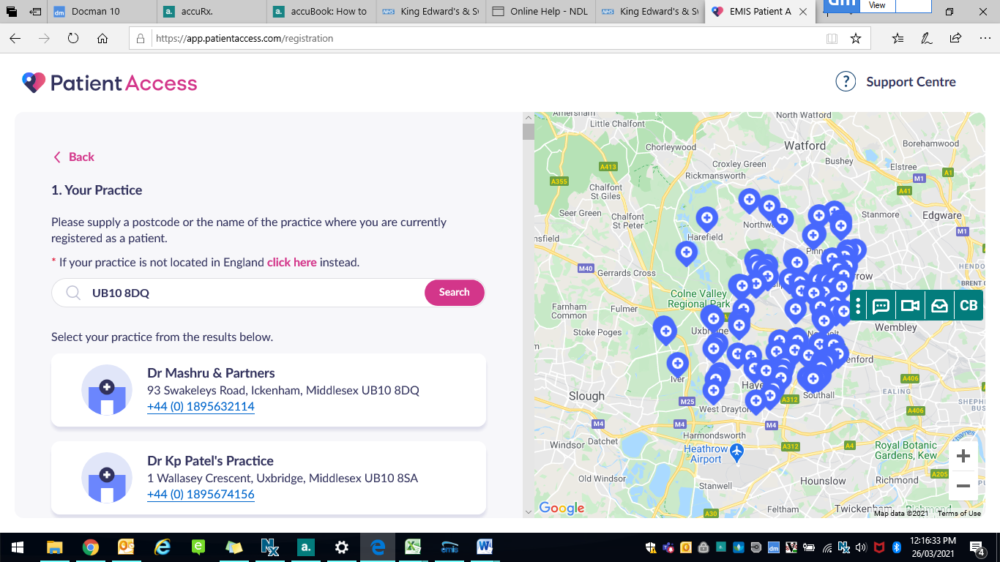 Docman 10
accuRx.
accuBook: How to
King Edward's & Sw
Online Help - NDL
King Edward's & Sw
EMIS Patient A
View
https://app.patientaccess.com/registration
Patient Access
Support Centre
Back
1. Your Practice
Please supply a postcode or the name of the practice where you are currently
registered as a patient.
* If your practice is not located in England click here instead.
UB10 8DQ
Search
Select your practice from the results below.
Dr Mashru & Partners
93 Swakeleys Road, Ickenham, Middlesex UB10 8DQ
+44 (0) 1895632114
Dr Kp Patel's Practice
1 Wallasey Crescent, Uxbridge, Middlesex UB10 8SA
+44 (0) 1895674156
Amersham
Little Chalfont
North Watford
Chorleywood
Watford
Borehamwood
Croxley Green
Bushey
Elstree
A1
A413
Rickmansworth
M1
A355
Chalfont
St Giles
A41
Seer Green
Chalfont
St Peter
Northw
Stanmore
Edgware
nsfield
Harefield
M1
Pinn
M40
Gerrards Cross
rrow
HENDO
BRENT C
Colne Valley
Regional Park
Farnham
Common
Fulmer
CB
Stoke Poges
Uxbridge
Wembley
enford
Iver
Haye
A406
Slough
M25
A312
Southall
EALING
SHEPH
BUS
West Drayton
A406
M4
M4
M4
Windsor
Datchet
Harmondsworth
Heathrow
Airport
A312
A4
Royal Botanic
Gardens, Kew
Thames
A205
Old Windsor
Stanwell
Hounslow
Richmond
Google
A30
Feltham
Twickenham
Richmond
Map data ©2021
Terms of Use
12:16:33 PM
26/03/2021
4